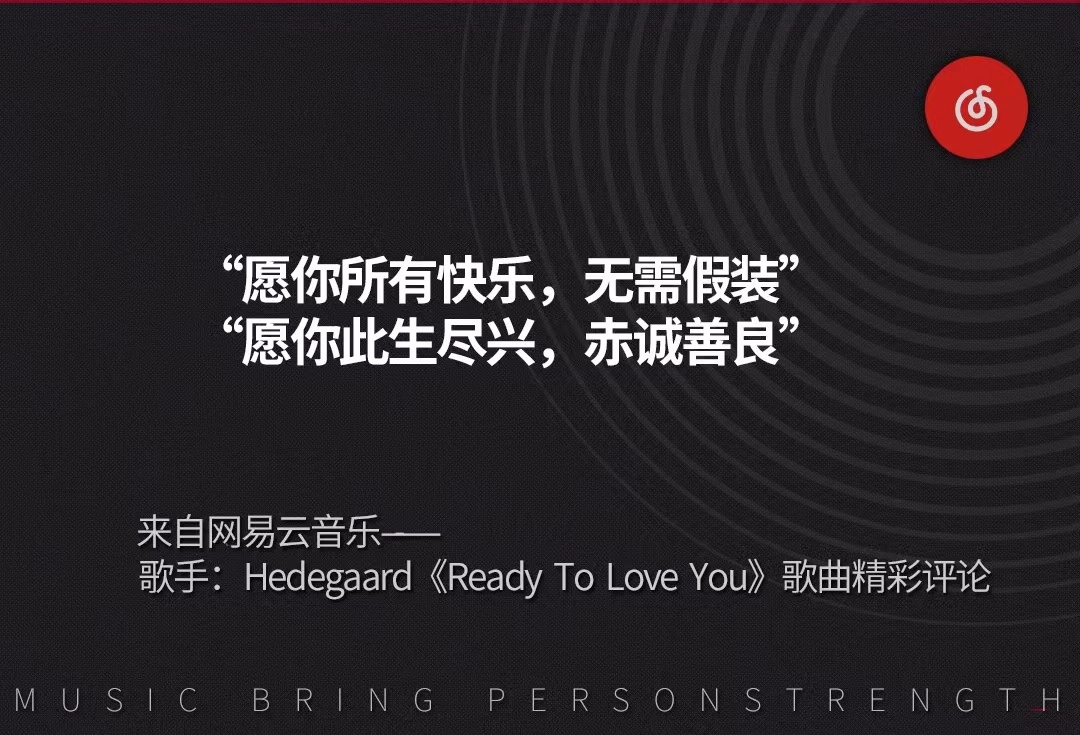 “愿你所有快乐，无需假装”
“愿你此生尽兴，赤诚善良”
来自网易云音乐——
歌手：Hedegaard《Ready To Love You》歌曲精彩评论
MUSIC BRING PERSONSTRENGTH